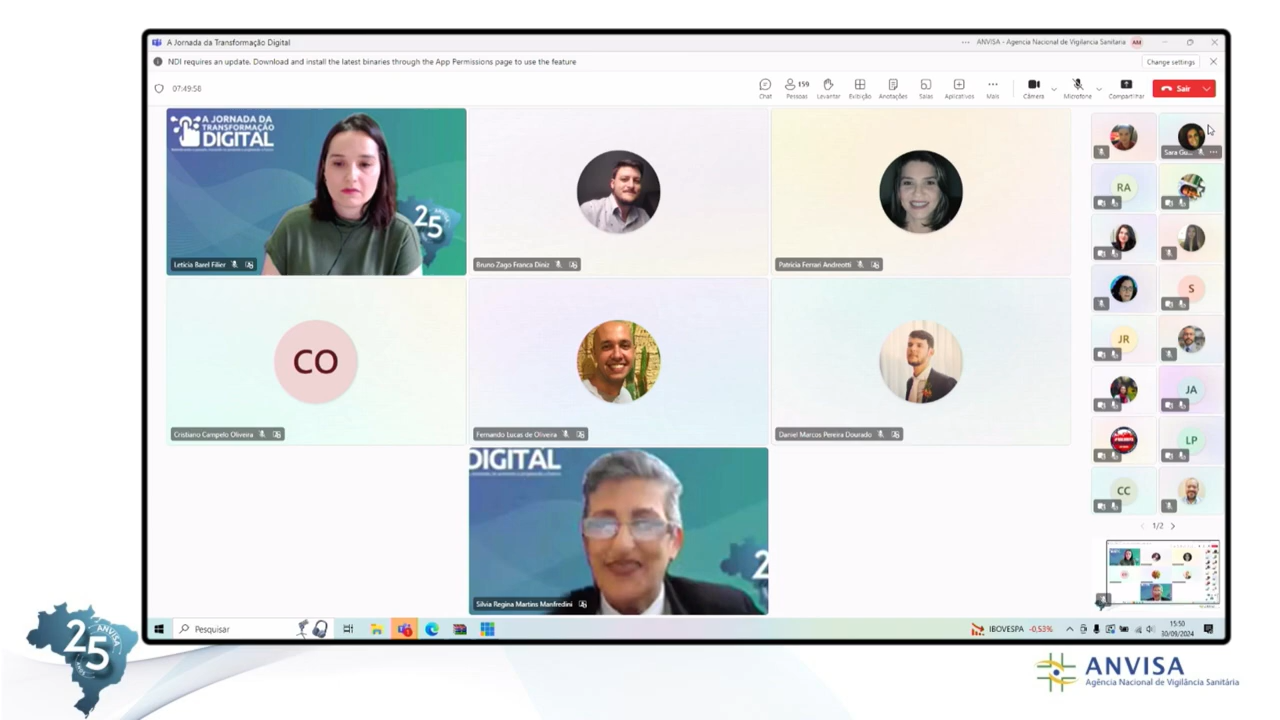 A Jornada da Transformação Digital
ANVISA - Agencia Nacional de Vigilancia Sanitaria AM
NDI requires an update. Download and install the latest binaries through the App Permissions page to use the feature
Change settings
07:49:58
159
Chat Pessoas Levantar Exibição Anotações Salas Aplicativos Mais Câmera Microfone Compartilhar Sair
A JORNADA DA
TRANSFORMAÇÃO
DIGITAL
25
Leticia Barel Filier
Bruno Zago Franca Diniz
Patricia Ferrari Andreotti
CO
Cristiano Campelo Oliveira
Fernando Lucas de Oliveira
Daniel Marcos Pereira Dourado
DIGITAL
2
Silvia Regina Martins Manfredini
Sara Go...
RA
S
JR
JA
LP
CC
1/2
Pesquisar
IBOVESPA -0,53%
15:50
30/09/2024
25
ANVISA
ANOS
ANVISA
Agência Nacional de Vigilância Sanitária